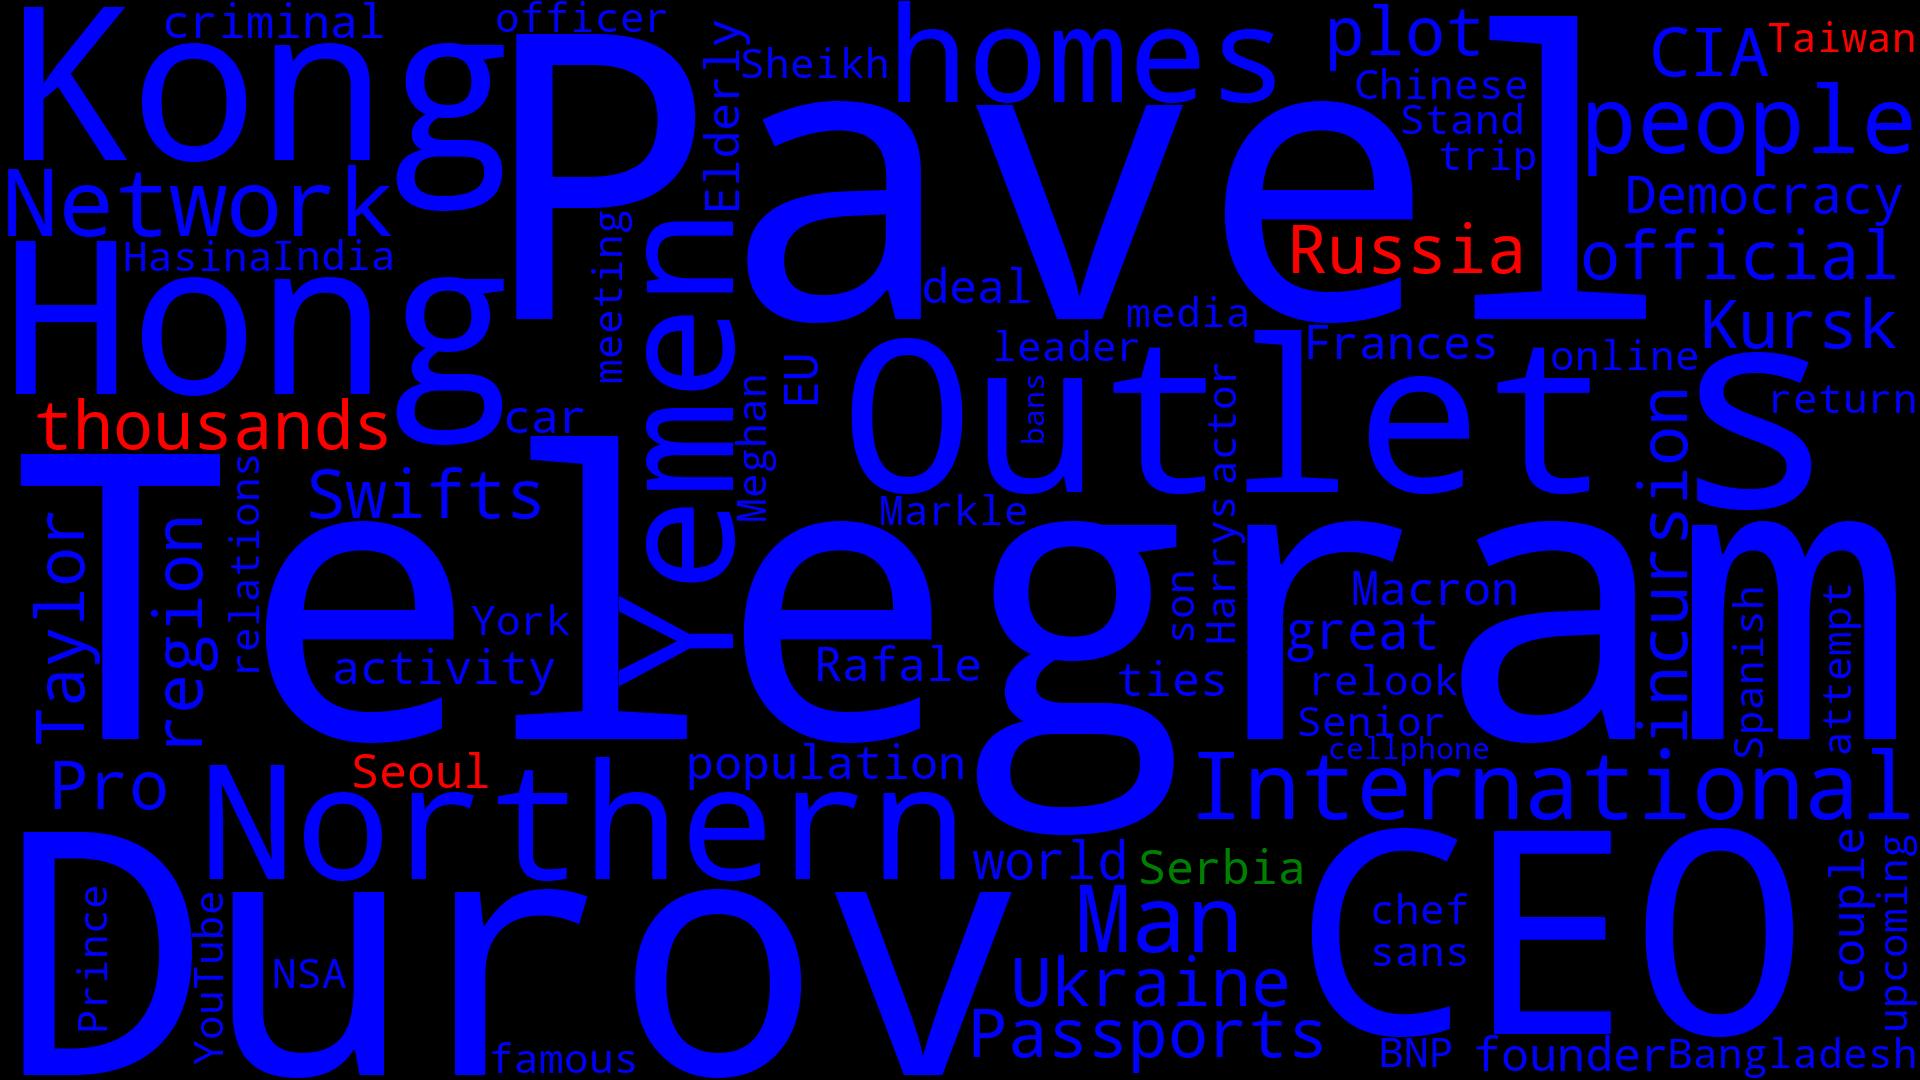 Kong
criminal
officer
Pavel
Elderly
Sheikh
homes
plot
Chinese
Stand
trip
CIA
Taiwan
people
Network
Democracy
Hong
HasinaIndia
meeting
Yemen
deal
media
Russia
official
Kursk
leader
Frances
online
return
thousands
car
Meghan
EU
Outlets
bans
actor
incursion
Telegram
Swifts
Markle
Taylor
region
relations
York
activity
Rafale
son
Harrys
Macron
great
ties
relook
Senior
cellphone
Spanish
attempt
Pro
Northern
Seoul
population
International
Durov
world
Serbia
CEO
couple
upcoming
Prince
YouTube
NSA
Man
chef
sans
Ukraine
Passports
famous
BNP
founder
Bangladesh